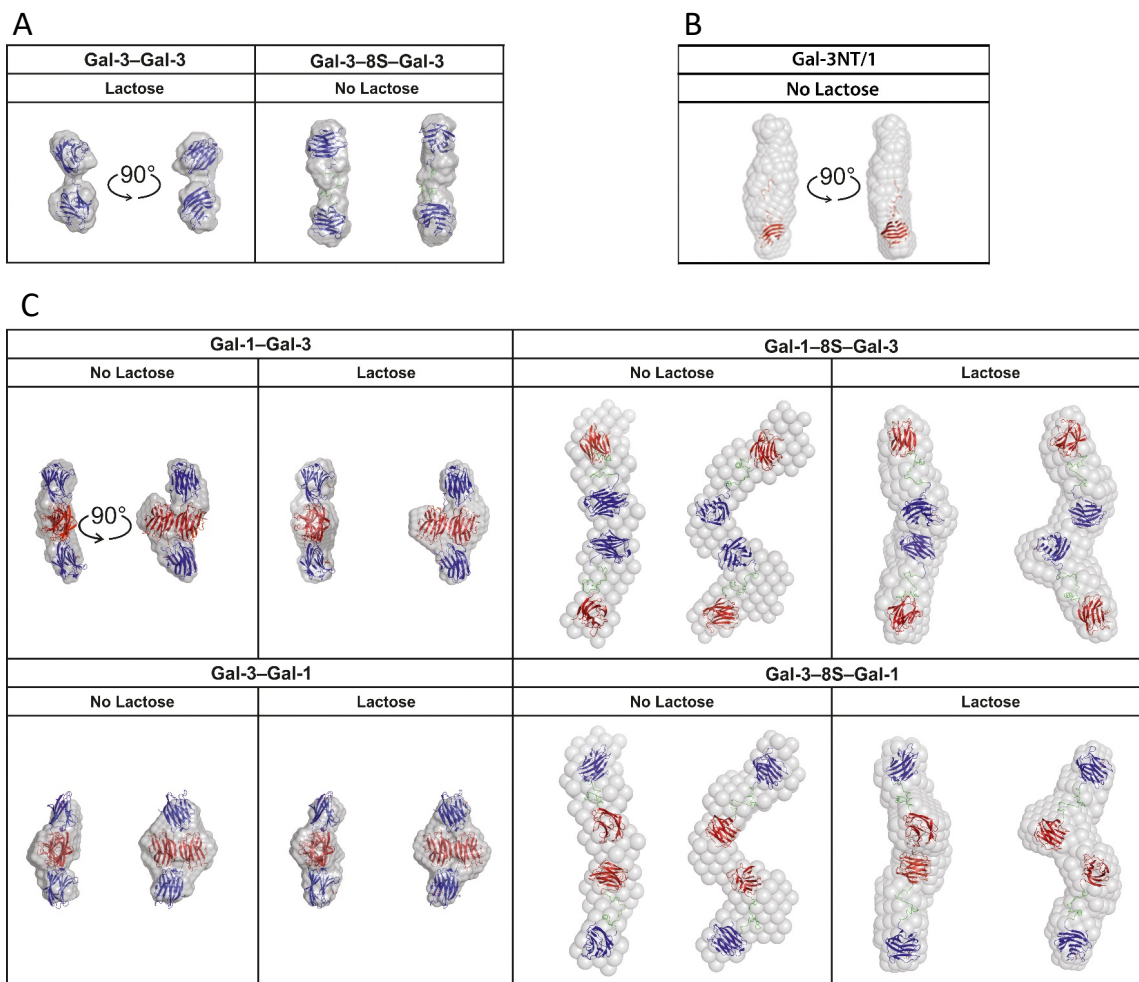 A
Gal-3–Gal-3
Gal-3–8S–Gal-3
Lactose
No Lactose
90°
B
Gal-3NT/1
No Lactose
90°
C
Gal-1–Gal-3
Gal-1–8S–Gal-3
No Lactose
Lactose
No Lactose
Lactose
90°
Gal-3–Gal-1
Gal-3–8S–Gal-1
No Lactose
Lactose
No Lactose
Lactose